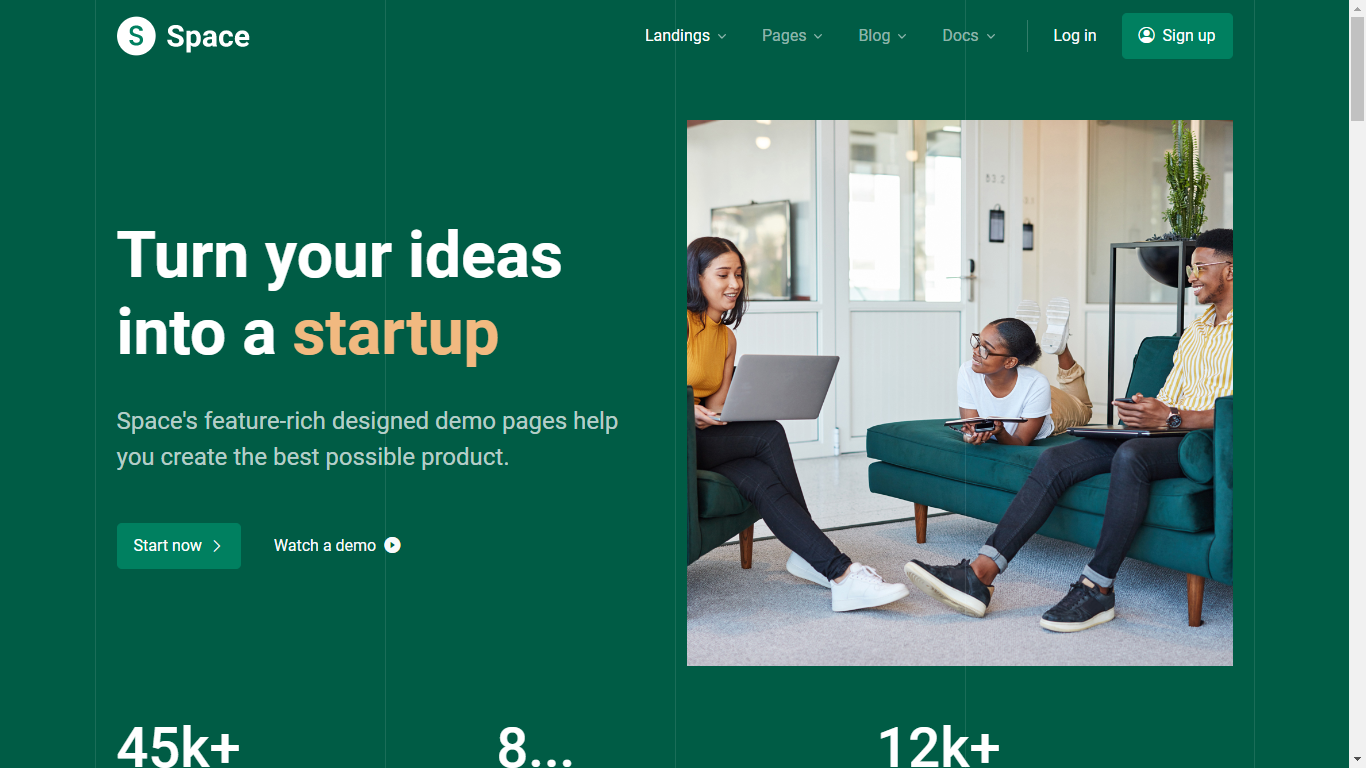 S Space
Landings Pages Blog Docs Log in Sign up
Turn your ideas
into a startup
Space's feature-rich designed demo pages help
you create the best possible product.
Start now Watch a demo
45k+ 8... 12k+